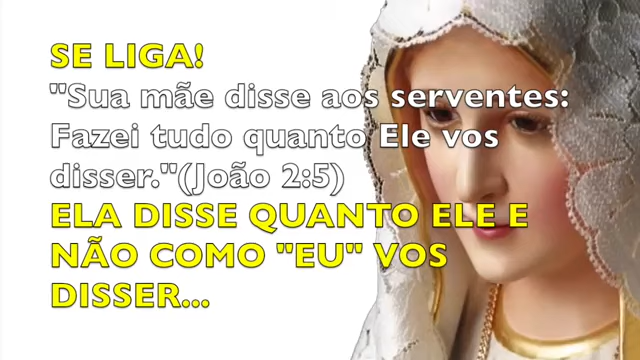 SE LIGA!
"Sua mãe disse aos serventes:
Fazei tudo quanto Ele vos
disser."(João 2:5)
ELA DISSE QUANTO ELE E
NÃO COMO "EU" VOS
DISSER...